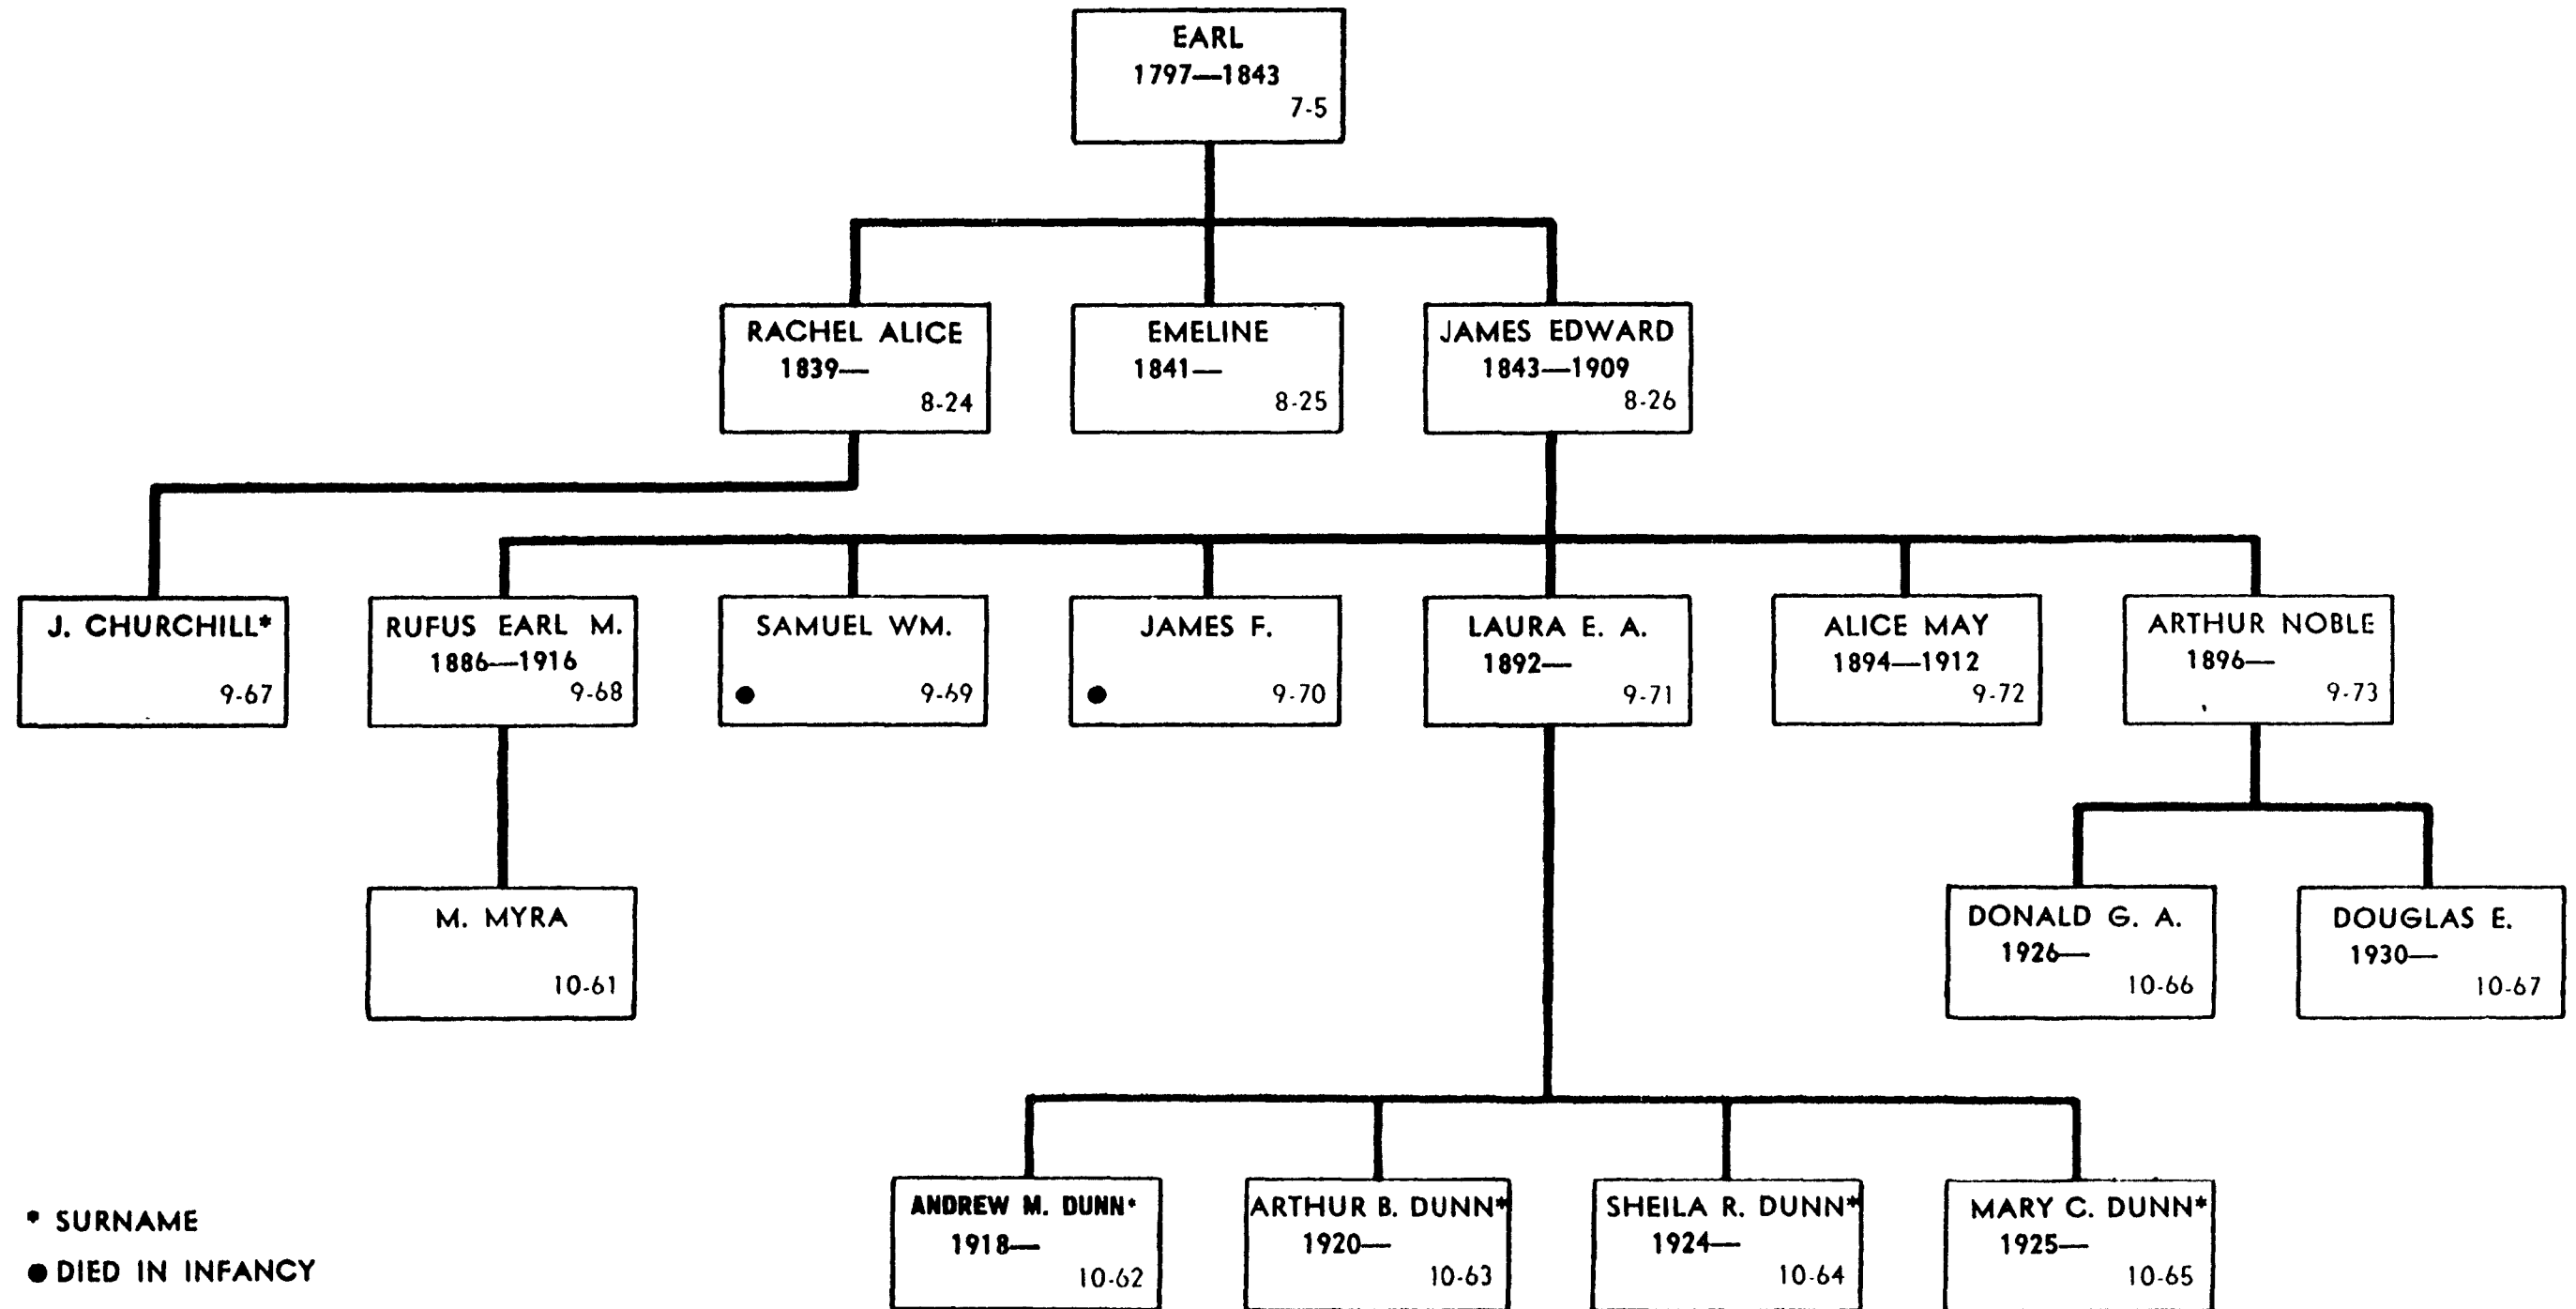 EARL
1797—1843
7-5
RACHEL ALICE
1839—
8-24
EMELINE
1841—
8-25
JAMES EDWARD
1843—1909
8-26
J. CHURCHILL*
9-67
RUFUS EARL M.
1886—1916
9-68
SAMUEL WM.
● 9-69
JAMES F.
● 9-70
LAURA E. A.
1892—
9-71
ALICE MAY
1894—1912
9-72
ARTHUR NOBLE
1896—
9-73
M. MYRA
10-61
DONALD G. A.
1926—
10-66
DOUGLAS E.
1930—
10-67
ANDREW M. DUNN*
1918—
10-62
ARTHUR B. DUNN*
1920—
10-63
SHEILA R. DUNN*
1924—
10-64
MARY C. DUNN*
1925—
10-65
* SURNAME
● DIED IN INFANCY